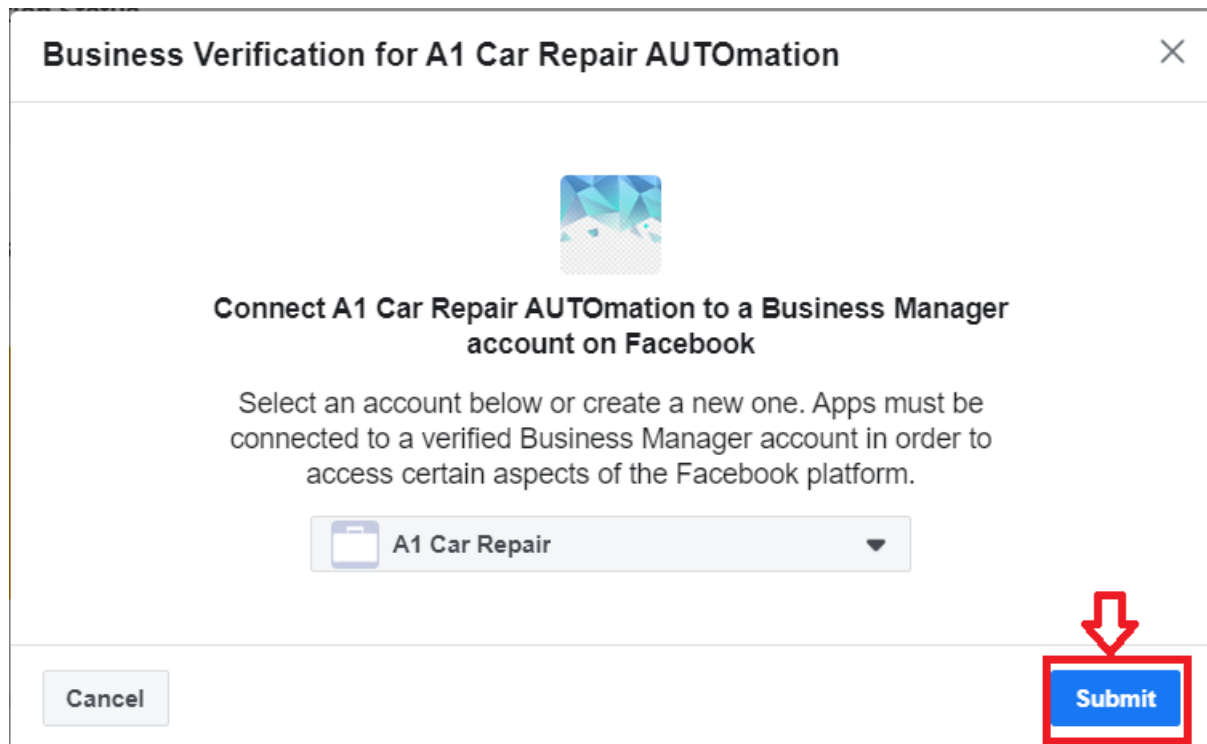 Business Verification for A1 Car Repair AUTOmation
Connect A1 Car Repair AUTOmation to a Business Manager
account on Facebook
Select an account below or create a new one. Apps must be
connected to a verified Business Manager account in order to
access certain aspects of the Facebook platform.
A1 Car Repair
Cancel
Submit